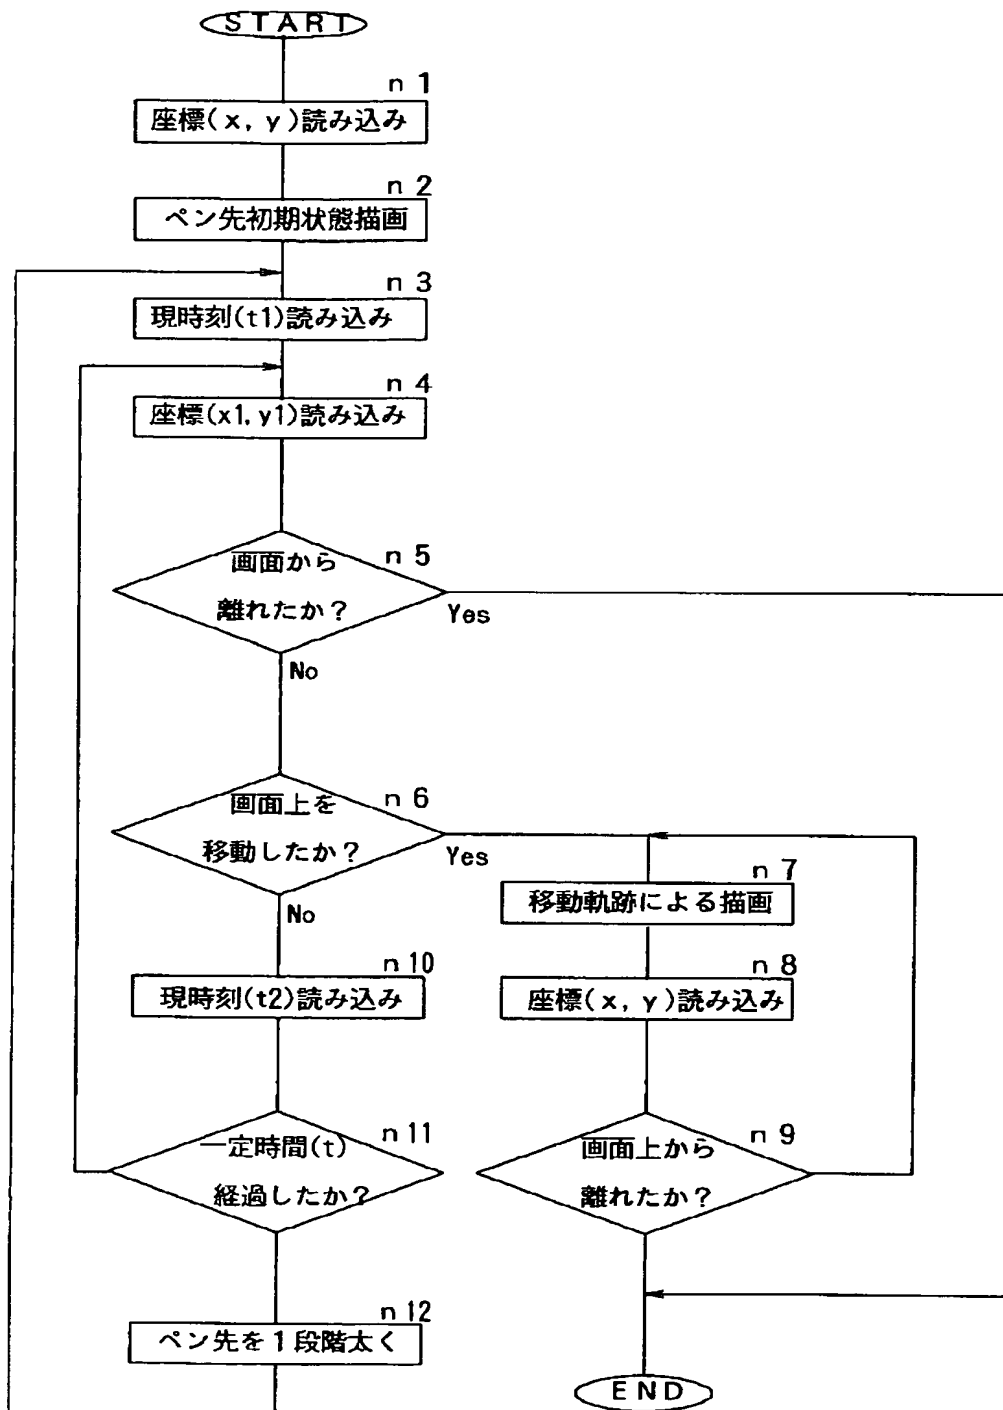 START
n 1
座標(x, y)読み込み
n 2
ペン先初期状態描画
n 3
現時刻(t1)読み込み
n 4
座標(x1, y1)読み込み
n 5
画面から
離れたか？
Yes
No
n 6
画面上を
移動したか？
Yes
No
n 7
移動軌跡による描画
n 8
座標(x, y)読み込み
n 9
画面上から
離れたか？
n 10
現時刻(t2)読み込み
n 11
一定時間(t)
経過したか？
n 12
ペン先を１段階太く
END